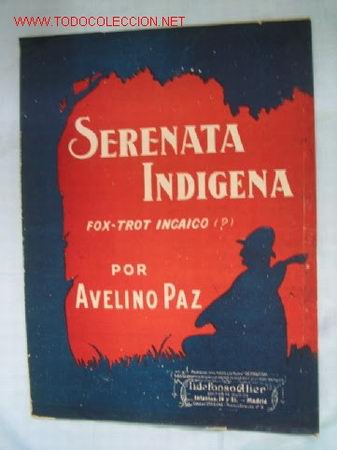 WWW.TODOCOLECCION.NET
SERENATA
INDIGENA
FOX-TROT INCAICO (?)
POR
AVELINO PAZ
Ildefonso Alier
Madrid